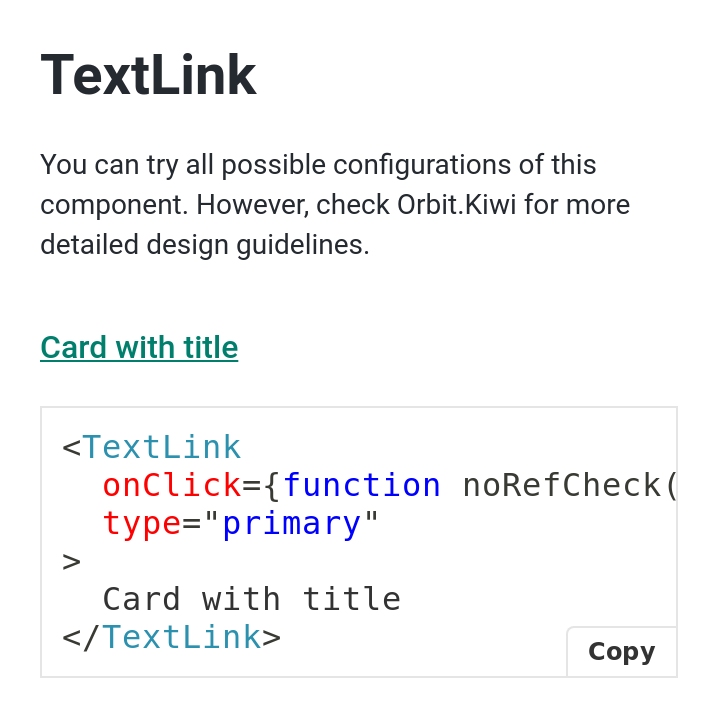 TextLink
You can try all possible configurations of this
component. However, check Orbit.Kiwi for more
detailed design guidelines.
Card with title
<TextLink
  onClick={function noRefCheck(
  type="primary"
>
  Card with title
</TextLink>
Copy